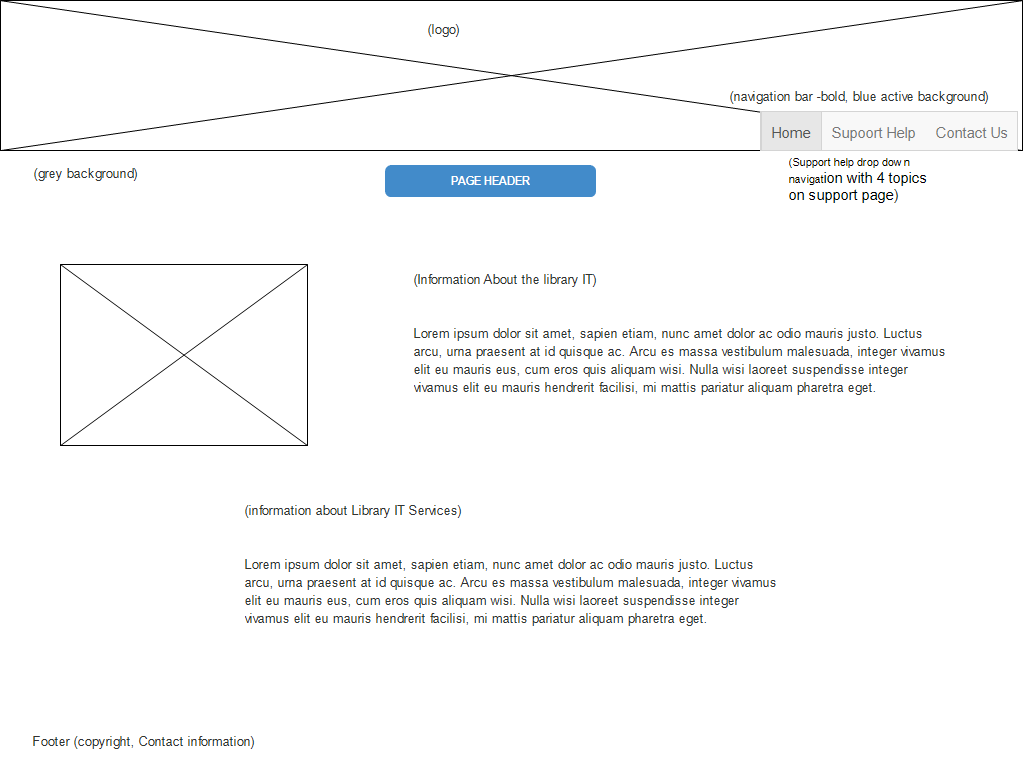 (logo)
(navigation bar -bold, blue active background)
Home Supoort Help Contact Us
(grey background)
PAGE HEADER
(Support help drop down
navigation with 4 topics
on support page)
(Information About the library IT)
Lorem ipsum dolor sit amet, sapien etiam, nunc amet dolor ac odio mauris justo. Luctus
arcu, urna praesent at id quisque ac. Arcu es massa vestibulum malesuada, integer vivamus
elit eu mauris eus, cum eros quis aliquam wisi. Nulla wisi laoreet suspendisse integer
vivamus elit eu mauris hendrerit facilisi, mi mattis pariatur aliquam pharetra eget.
(information about Library IT Services)
Lorem ipsum dolor sit amet, sapien etiam, nunc amet dolor ac odio mauris justo. Luctus
arcu, urna praesent at id quisque ac. Arcu es massa vestibulum malesuada, integer vivamus
elit eu mauris eus, cum eros quis aliquam wisi. Nulla wisi laoreet suspendisse integer
vivamus elit eu mauris hendrerit facilisi, mi mattis pariatur aliquam pharetra eget.
Footer (copyright, Contact information)